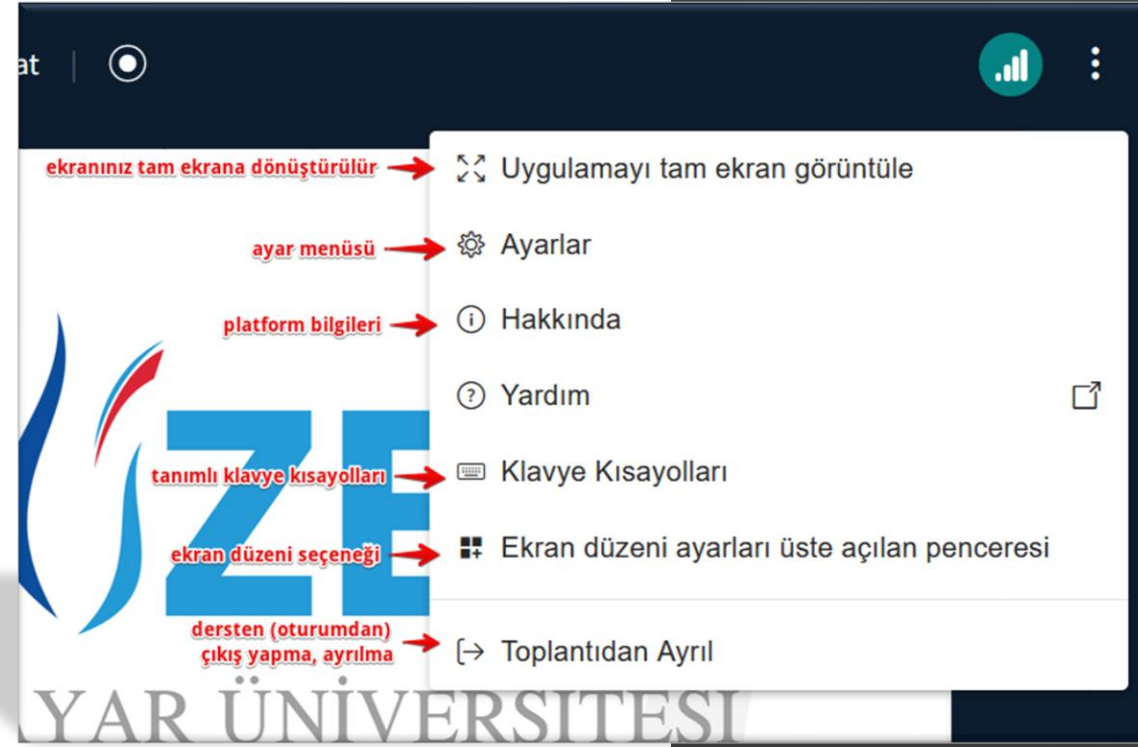 at
ekranınız tam ekrana dönüştürülür
Uygulamayı tam ekran görüntüle
ayar menüsü
Ayarlar
platform bilgileri
Hakkında
Yardım
tanımlı klavye kısayolları
Klavye Kısayolları
ekran düzeni seçeneği
Ekran düzeni ayarları üste açılan penceresi
dersten (oturumdan)
çıkış yapma, ayrılma
Toplantıdan Ayrıl
ZE
YAR ÜNİVERSİTESİ